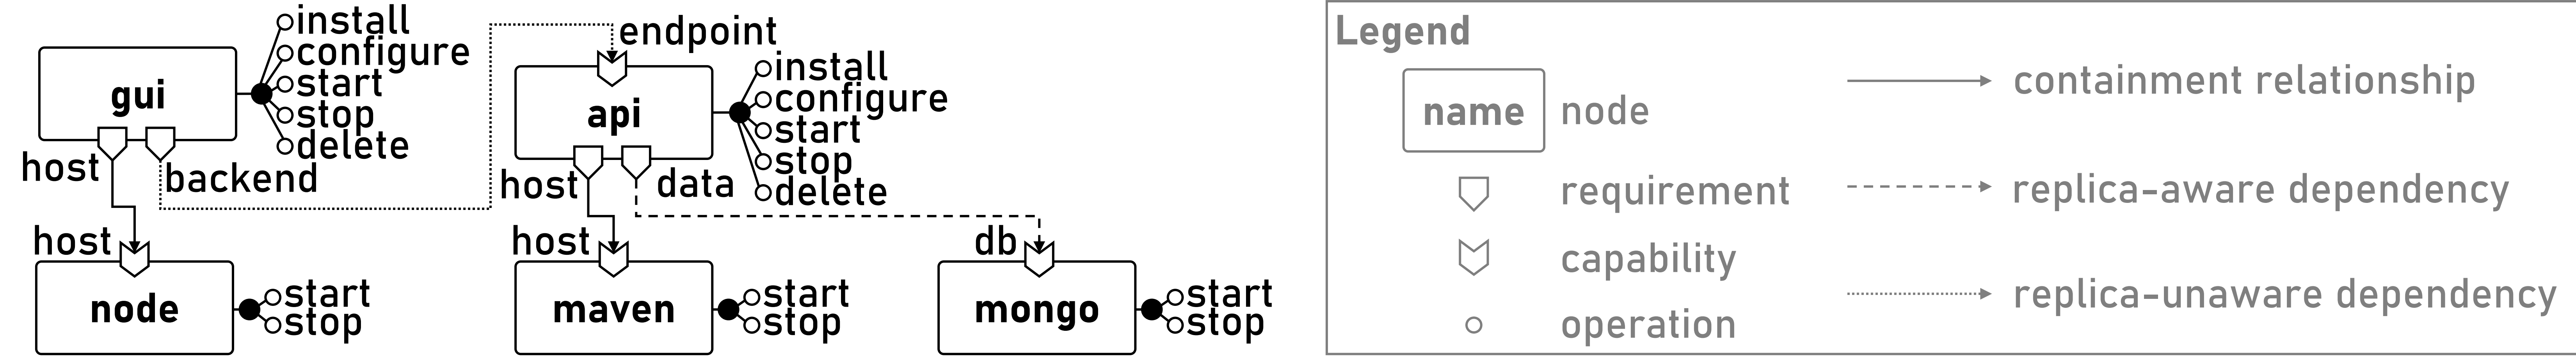 install
configure
start
stop
delete
gui
host
backend
host
node
start
stop
endpoint
install
configure
start
stop
delete
api
host
data
host
maven
start
stop
db
mongo
start
stop
Legend
name
node
requirement
capability
operation
containment relationship
replica-aware dependency
replica-unaware dependency